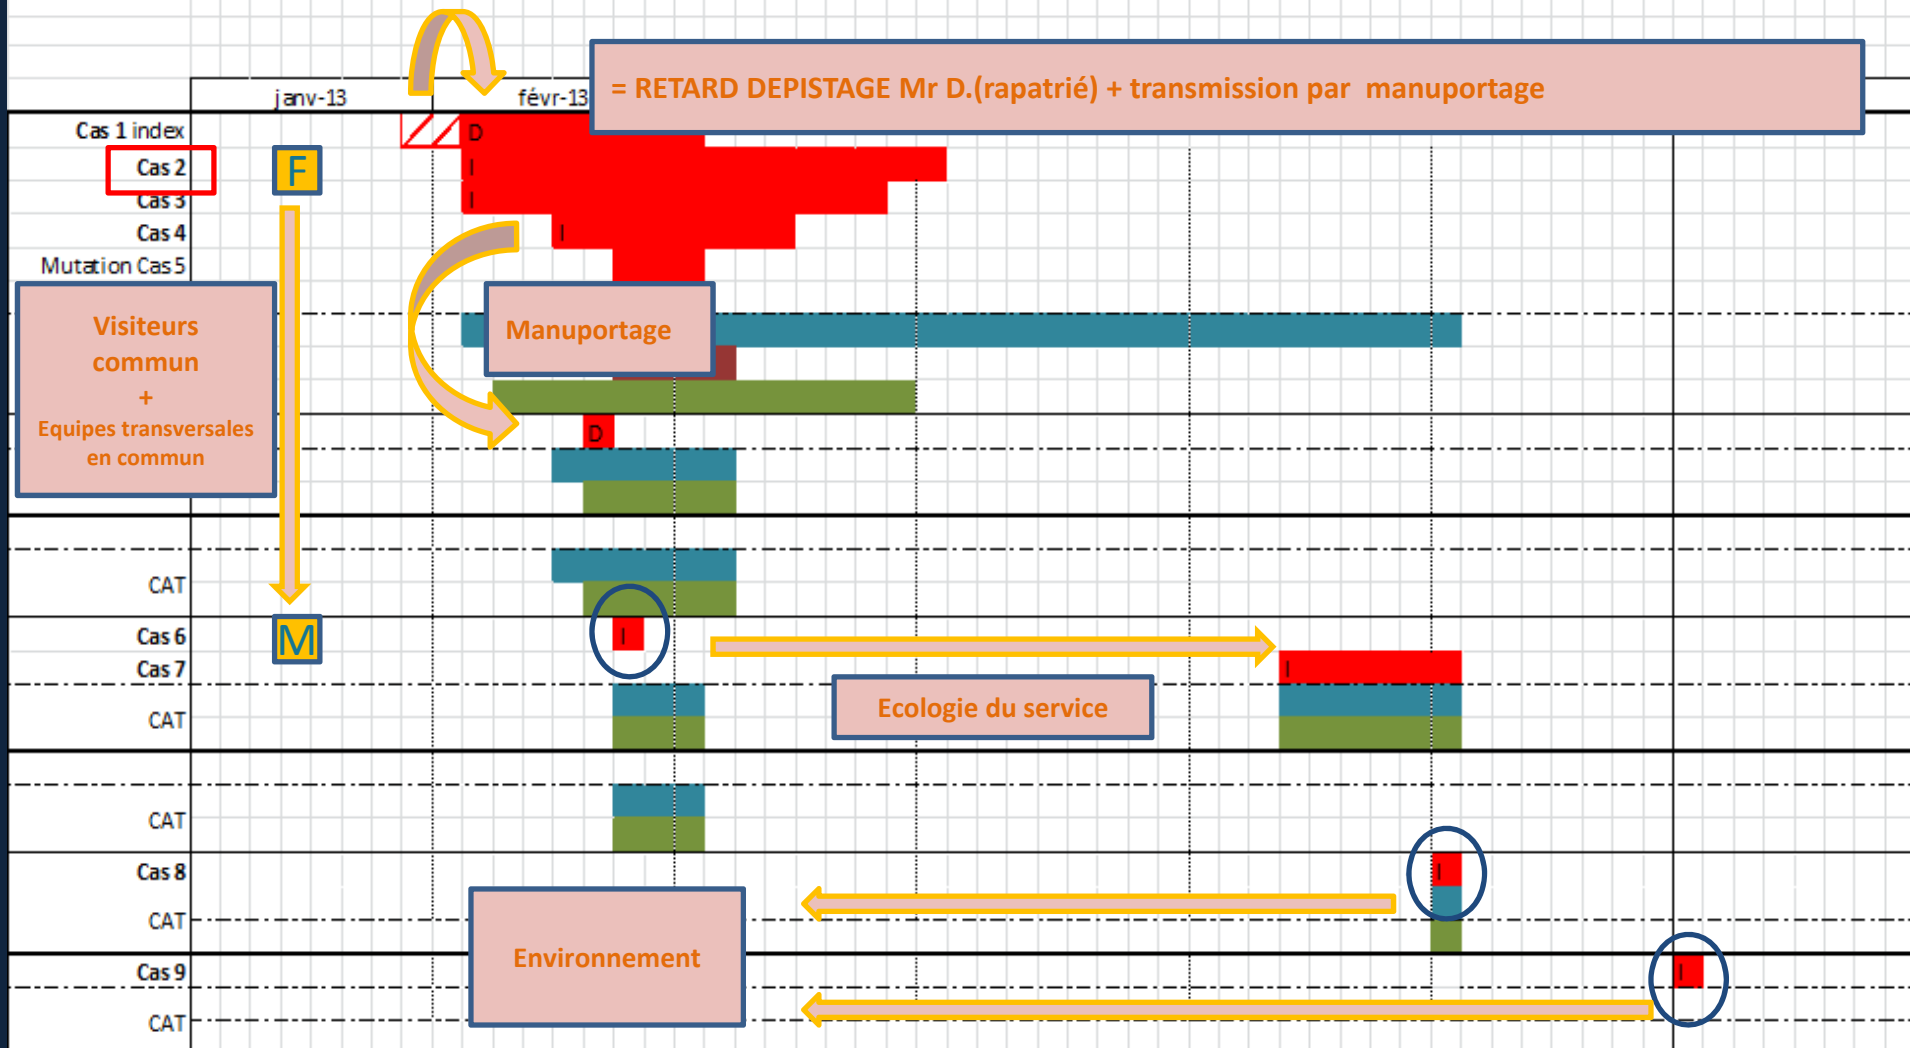 = RETARD DEPISTAGE Mr D.(rapatrié) + transmission par manuportage
janv-13
févr-13
Cas 1 index
D
Cas 2
F
I
Cas 3
I
Cas 4
I
Mutation Cas 5
Visiteurs
commun
+
Equipes transversales
en commun
Manuportage
D
CAT
Cas 6
M
I
Cas 7
I
CAT
Ecologie du service
CAT
Cas 8
I
CAT
Environnement
Cas 9
I
CAT